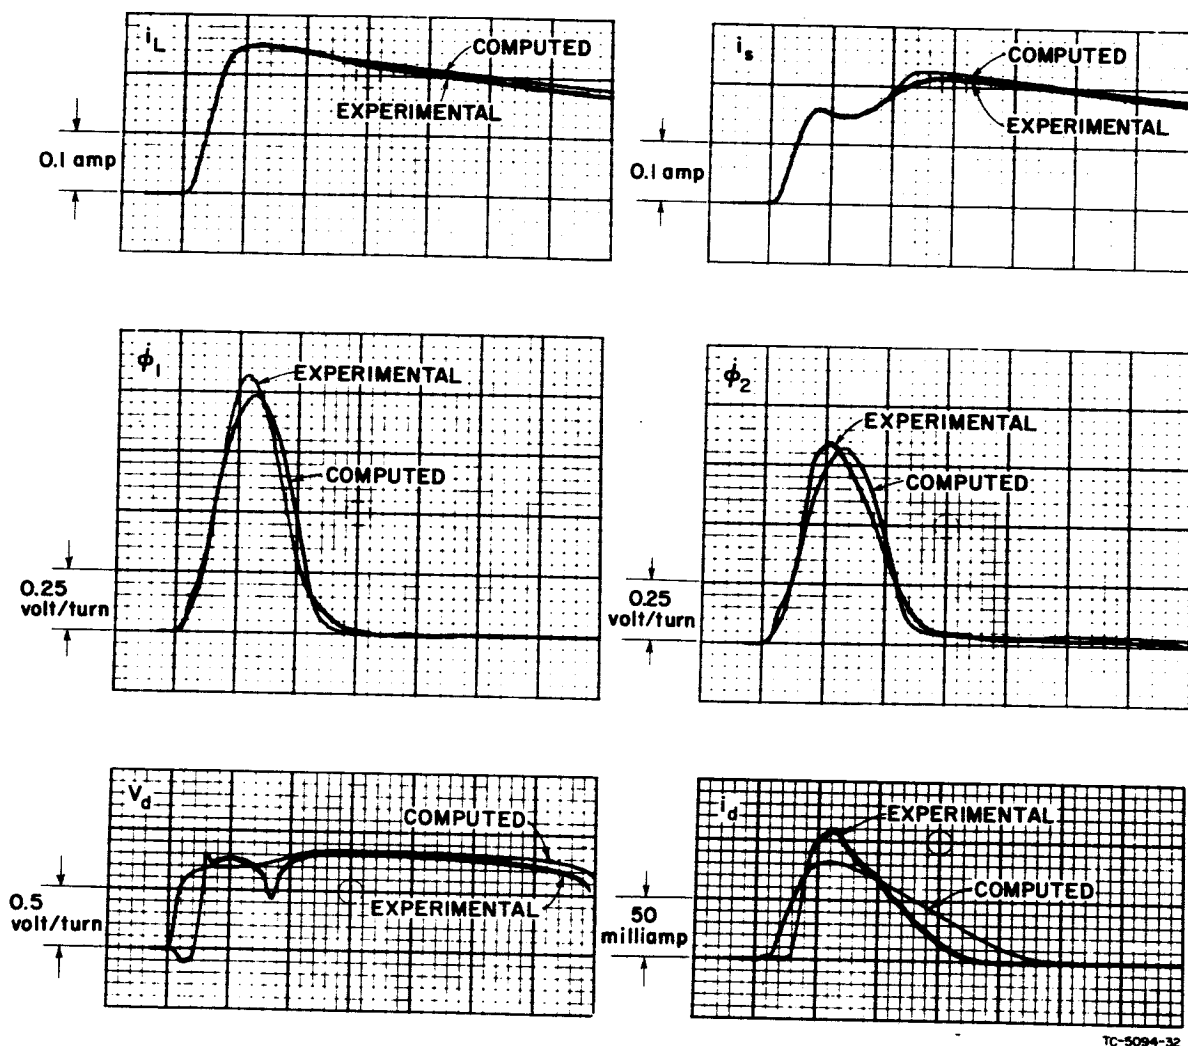 i_L
COMPUTED
EXPERIMENTAL
0.1 amp
i_s
COMPUTED
EXPERIMENTAL
0.1 amp
φ̇_1
EXPERIMENTAL
COMPUTED
0.25
volt/turn
φ̇_2
EXPERIMENTAL
COMPUTED
0.25
volt/turn
V_d
COMPUTED
EXPERIMENTAL
0.5
volt/turn
i_d
EXPERIMENTAL
COMPUTED
50
milliamp
TC-5094-32